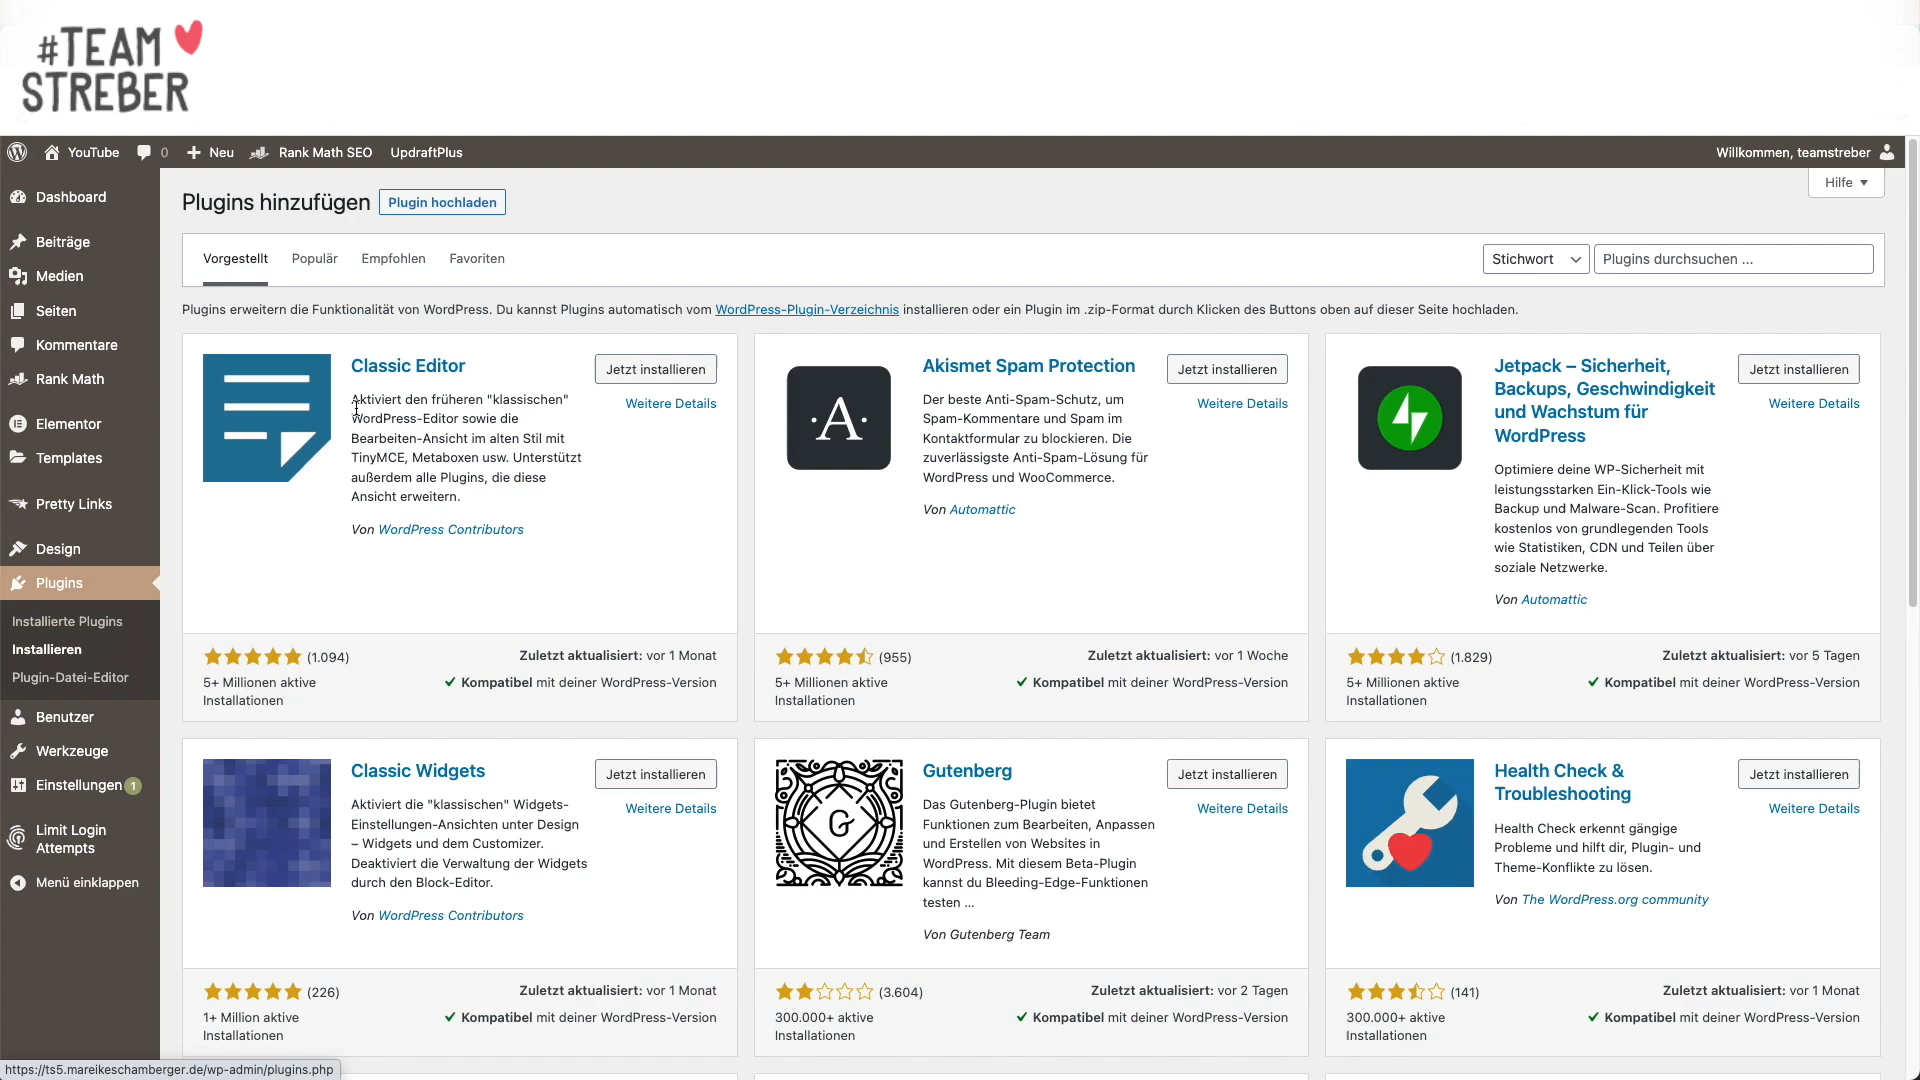 #TEAM
STREBER
YouTube 0 Neu Rank Math SEO UpdraftPlus Willkommen, teamstreber
Hilfe
Dashboard
Beiträge
Medien
Seiten
Kommentare
Rank Math
Elementor
Templates
Pretty Links
Design
Plugins
Installierte Plugins
Installieren
Plugin-Datei-Editor
Benutzer
Werkzeuge
Einstellungen 1
Limit Login
Attempts
Menü einklappen
Plugins hinzufügen Plugin hochladen
Vorgestellt Populär Empfohlen Favoriten Stichwort Plugins durchsuchen ...
Plugins erweitern die Funktionalität von WordPress. Du kannst Plugins automatisch vom WordPress-Plugin-Verzeichnis installieren oder ein Plugin im .zip-Format durch Klicken des Buttons oben auf dieser Seite hochladen.
Classic Editor
Jetzt installieren
Weitere Details
Aktiviert den früheren "klassischen"
WordPress-Editor sowie die
Bearbeiten-Ansicht im alten Stil mit
TinyMCE, Metaboxen usw. Unterstützt
außerdem alle Plugins, die diese
Ansicht erweitern.
Von WordPress Contributors
(1.094)
5+ Millionen aktive
Installationen
Zuletzt aktualisiert: vor 1 Monat
Kompatibel mit deiner WordPress-Version
Akismet Spam Protection
Jetzt installieren
Weitere Details
·A·
Der beste Anti-Spam-Schutz, um
Spam-Kommentare und Spam im
Kontaktformular zu blockieren. Die
zuverlässigste Anti-Spam-Lösung für
WordPress und WooCommerce.
Von Automattic
(955)
5+ Millionen aktive
Installationen
Zuletzt aktualisiert: vor 1 Woche
Kompatibel mit deiner WordPress-Version
Jetpack – Sicherheit,
Backups, Geschwindigkeit
und Wachstum für
WordPress
Jetzt installieren
Weitere Details
Optimiere deine WP-Sicherheit mit
leistungsstarken Ein-Klick-Tools wie
Backup und Malware-Scan. Profitiere
kostenlos von grundlegenden Tools
wie Statistiken, CDN und Teilen über
soziale Netzwerke.
Von Automattic
(1.829)
5+ Millionen aktive
Installationen
Zuletzt aktualisiert: vor 5 Tagen
Kompatibel mit deiner WordPress-Version
Classic Widgets
Jetzt installieren
Weitere Details
Aktiviert die "klassischen" Widgets-
Einstellungen-Ansichten unter Design
– Widgets und dem Customizer.
Deaktiviert die Verwaltung der Widgets
durch den Block-Editor.
Von WordPress Contributors
(226)
1+ Million aktive
Installationen
Zuletzt aktualisiert: vor 1 Monat
Kompatibel mit deiner WordPress-Version
Gutenberg
Jetzt installieren
Weitere Details
G
Das Gutenberg-Plugin bietet
Funktionen zum Bearbeiten, Anpassen
und Erstellen von Websites in
WordPress. Mit diesem Beta-Plugin
kannst du Bleeding-Edge-Funktionen
testen ...
Von Gutenberg Team
(3.604)
300.000+ aktive
Installationen
Zuletzt aktualisiert: vor 2 Tagen
Kompatibel mit deiner WordPress-Version
Health Check &
Troubleshooting
Jetzt installieren
Weitere Details
Health Check erkennt gängige
Probleme und hilft dir, Plugin- und
Theme-Konflikte zu lösen.
Von The WordPress.org community
(141)
300.000+ aktive
Installationen
Zuletzt aktualisiert: vor 1 Monat
Kompatibel mit deiner WordPress-Version
https://ts5.mareikeschamberger.de/wp-admin/plugins.php